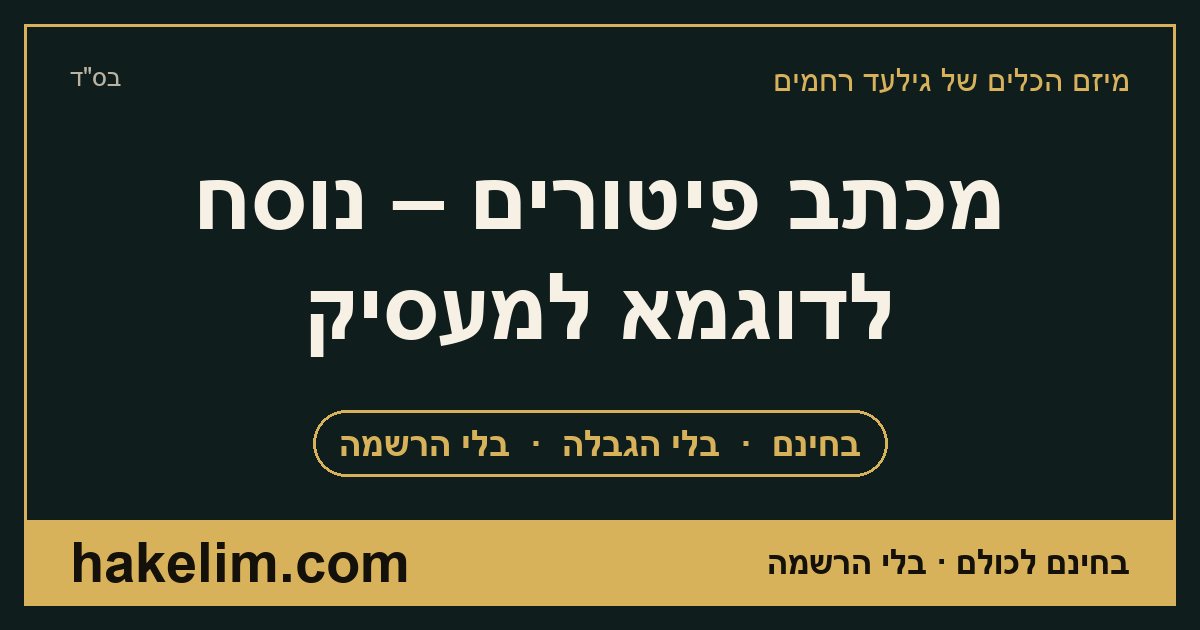 מיזם הכלים של גילעד רחמים
בס"ד
מכתב פיטורים – נוסח
לדוגמא למעסיק
בחינם · בלי הגבלה · בלי הרשמה
בחינם לכולם · בלי הרשמה
hakelim.com